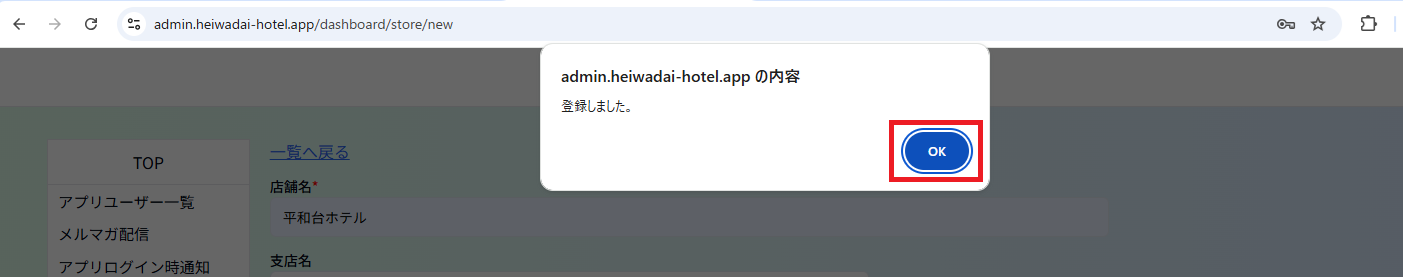 admin.heiwadai-hotel.app/dashboard/store/new
admin.heiwadai-hotel.app の内容
登録しました。
OK
TOP
アプリユーザー一覧
メルマガ配信
アプリログイン時通知
一覧へ戻る
店舗名*
平和台ホテル
支店名